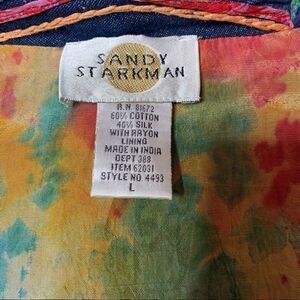 SANDY
STARKMAN
R.N. 81672
60% COTTON
40% SILK
WITH RAYON
LINING
MADE IN INDIA
DEPT 388
ITEM 62031
STYLE NO. 4493
L